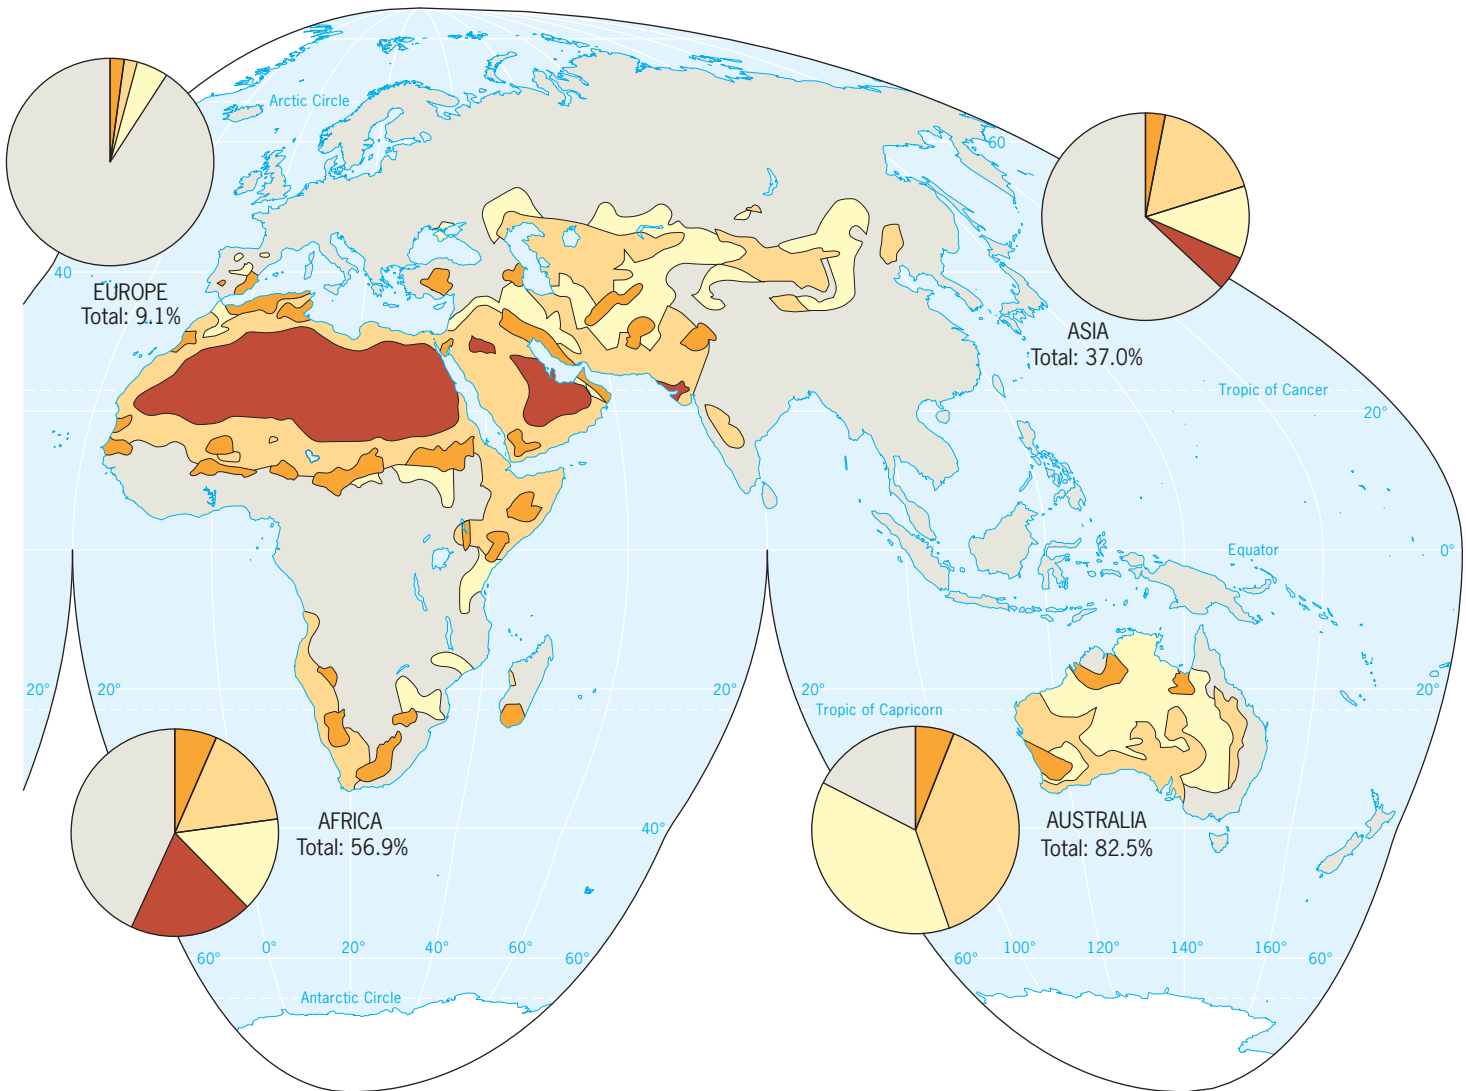 Arctic Circle
60
40
EUROPE
Total: 9.1%
ASIA
Total: 37.0%
Tropic of Cancer
20°
Equator
0°
20°
20°
20°
20°
20°
Tropic of Capricorn
AFRICA
Total: 56.9%
40°
AUSTRALIA
Total: 82.5%
60°
0°
20°
40°
60°
60°
60°
100°
120°
140°
160°
60°
Antarctic Circle